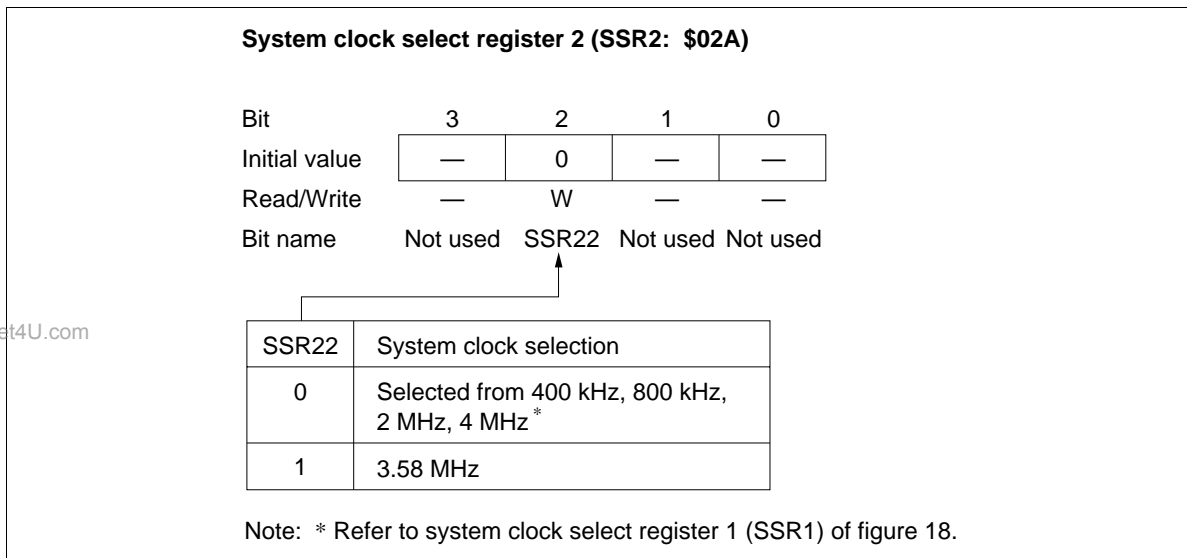 System clock select register 2 (SSR2: $02A)
Bit 3 2 1 0
Initial value — 0 — —
Read/Write — W — —
Bit name Not used SSR22 Not used Not used
et4U.com
SSR22 System clock selection
0 Selected from 400 kHz, 800 kHz,
2 MHz, 4 MHz *
1 3.58 MHz
Note: * Refer to system clock select register 1 (SSR1) of figure 18.